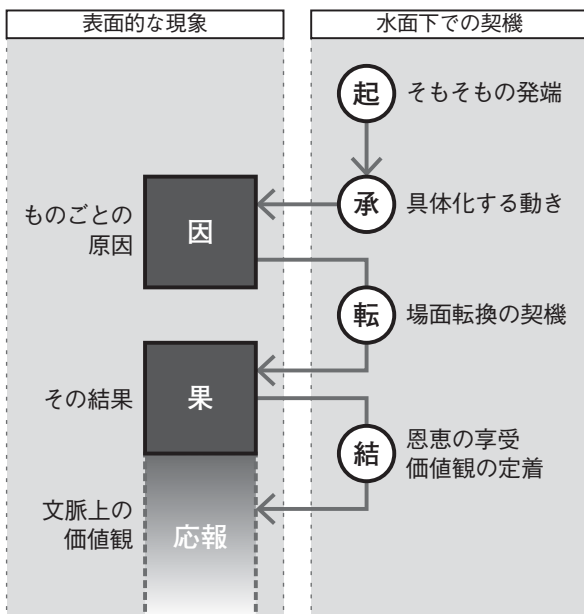 表面的な現象
水面下での契機
起
そもそもの発端
承
具体化する動き
ものごとの
原因
因
転
場面転換の契機
その結果
果
結
恩恵の享受
価値観の定着
文脈上の
価値観
応報